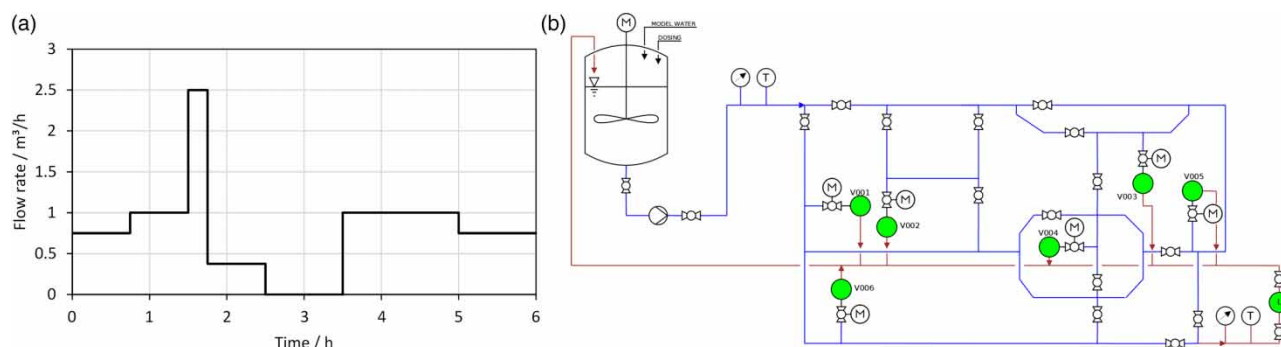 (a)
Flow rate / m³/h
3
2.5
2
1.5
1
0.5
0
0
1
2
3
4
5
6
Time / h
(b)
M
MODEL WATER
DOSING
T
M
V001
M
V002
M
V003
V005
M
V004
M
V006
M
T